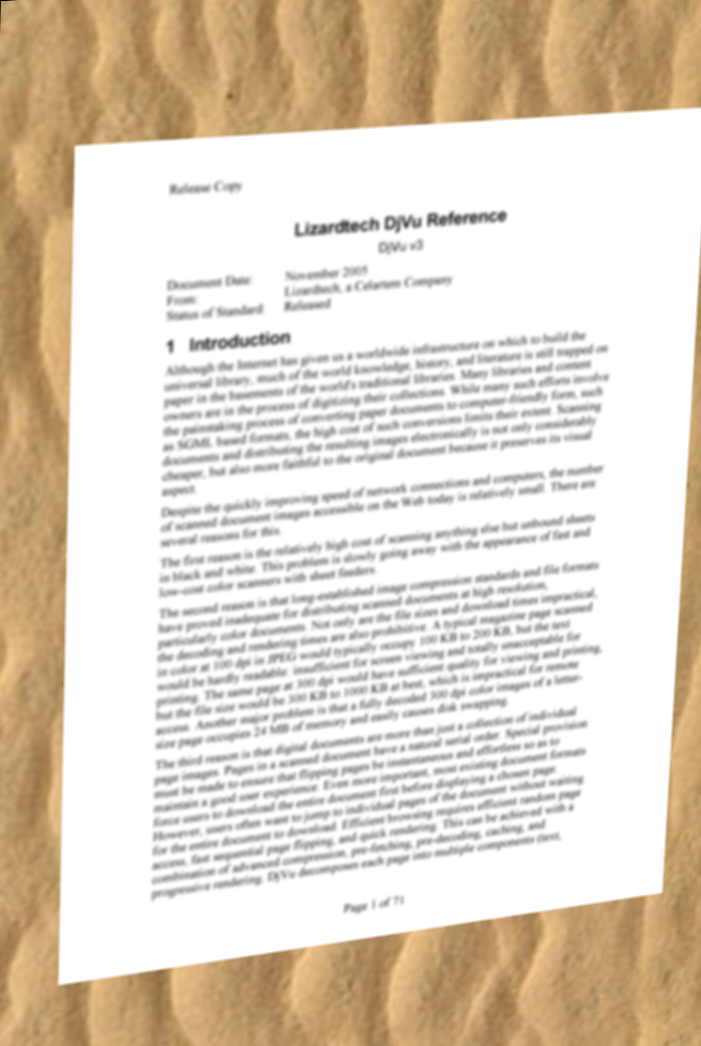 Release Copy
Lizardtech DjVu Reference
DjVu v3
Document Date: November 2005
From: Lizardtech, a Celartem Company
Status of Standard: Released
1 Introduction
Although the Internet has given us a worldwide infrastructure on which to build the
universal library, much of the world knowledge, history, and literature is still trapped on
paper in the basements of the world's traditional libraries. Many libraries and content
owners are in the process of digitizing their collections. While many such efforts involve
the painstaking process of converting paper documents to computer-friendly form, such
as SGML based formats, the high cost of such conversions limits their extent. Scanning
documents and distributing the resulting images electronically is not only considerably
cheaper, but also more faithful to the original document because it preserves its visual
aspect.
Despite the quickly improving speed of network connections and computers, the number
of scanned document images accessible on the Web today is relatively small. There are
several reasons for this.
The first reason is the relatively high cost of scanning anything else but unbound sheets
in black and white. This problem is slowly going away with the appearance of fast and
low-cost color scanners with sheet feeders.
The second reason is that long-established image compression standards and file formats
have proved inadequate for distributing scanned documents at high resolution,
particularly color documents. Not only are the file sizes and download times impractical,
the decoding and rendering times are also prohibitive. A typical magazine page scanned
in color at 100 dpi in JPEG would typically occupy 100 KB to 200 KB, but the text
would be hardly readable: insufficient for screen viewing and totally unacceptable for
printing. The same page at 300 dpi would have sufficient quality for viewing and printing,
but the file size would be 300 KB to 1000 KB at best, which is impractical for remote
access. Another major problem is that a fully decoded 300 dpi color images of a letter-
size page occupies 24 MB of memory and easily causes disk swapping.
The third reason is that digital documents are more than just a collection of individual
page images. Pages in a scanned document have a natural serial order. Special provision
must be made to ensure that flipping pages be instantaneous and effortless so as to
maintain a good user experience. Even more important, most existing document formats
force users to download the entire document first before displaying a chosen page.
However, users often want to jump to individual pages of the document without waiting
for the entire document to download. Efficient browsing requires efficient random page
access, fast sequential page flipping, and quick rendering. This can be achieved with a
combination of advanced compression, pre-fetching, pre-decoding, caching, and
progressive rendering. DjVu decomposes each page into multiple components (text,
Page 1 of 71